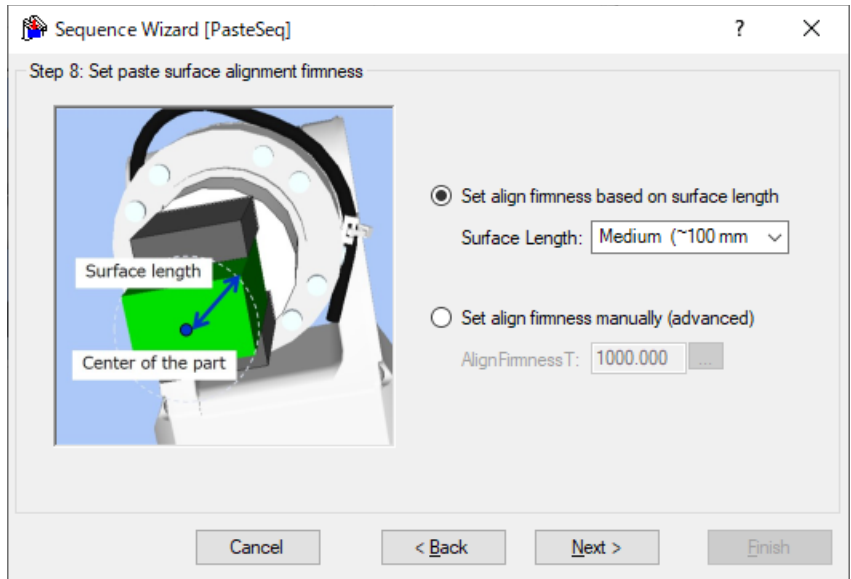 Sequence Wizard [PasteSeq]
Step 8: Set paste surface alignment firmness
Surface length
Center of the part
Set align firmness based on surface length
Surface Length: Medium (~100 mm
Set align firmness manually (advanced)
AlignFirmnessT: 1000.000 ...
Cancel < Back Next > Finish